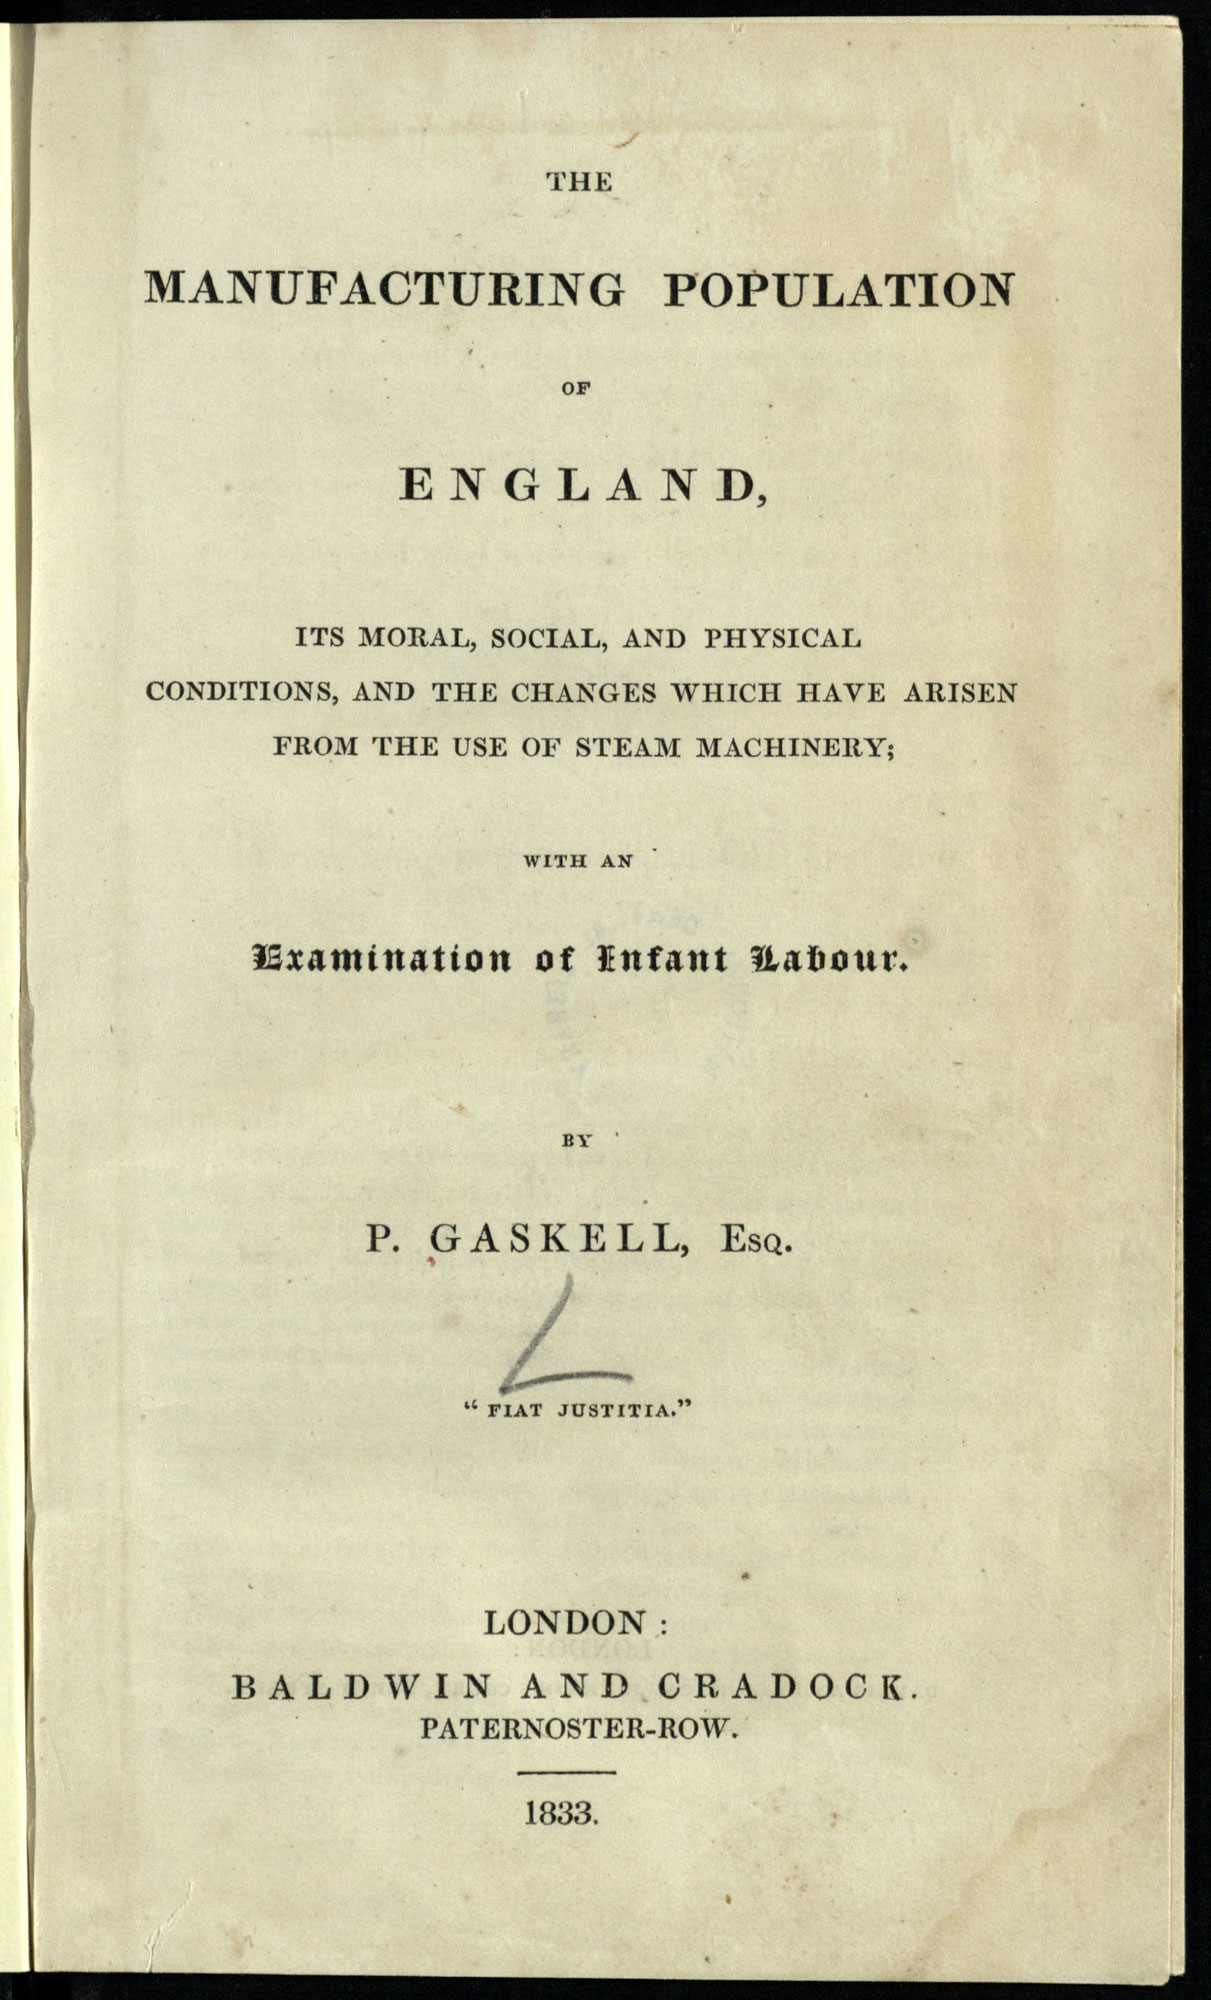 THE
MANUFACTURING POPULATION
OF
ENGLAND,
ITS MORAL, SOCIAL, AND PHYSICAL
CONDITIONS, AND THE CHANGES WHICH HAVE ARISEN
FROM THE USE OF STEAM MACHINERY;
WITH AN
Examination of Infant Labour.
BY
P. GASKELL, Esq.
“FIAT JUSTITIA.”
LONDON:
BALDWIN AND CRADOCK.
PATERNOSTER-ROW.
1833.